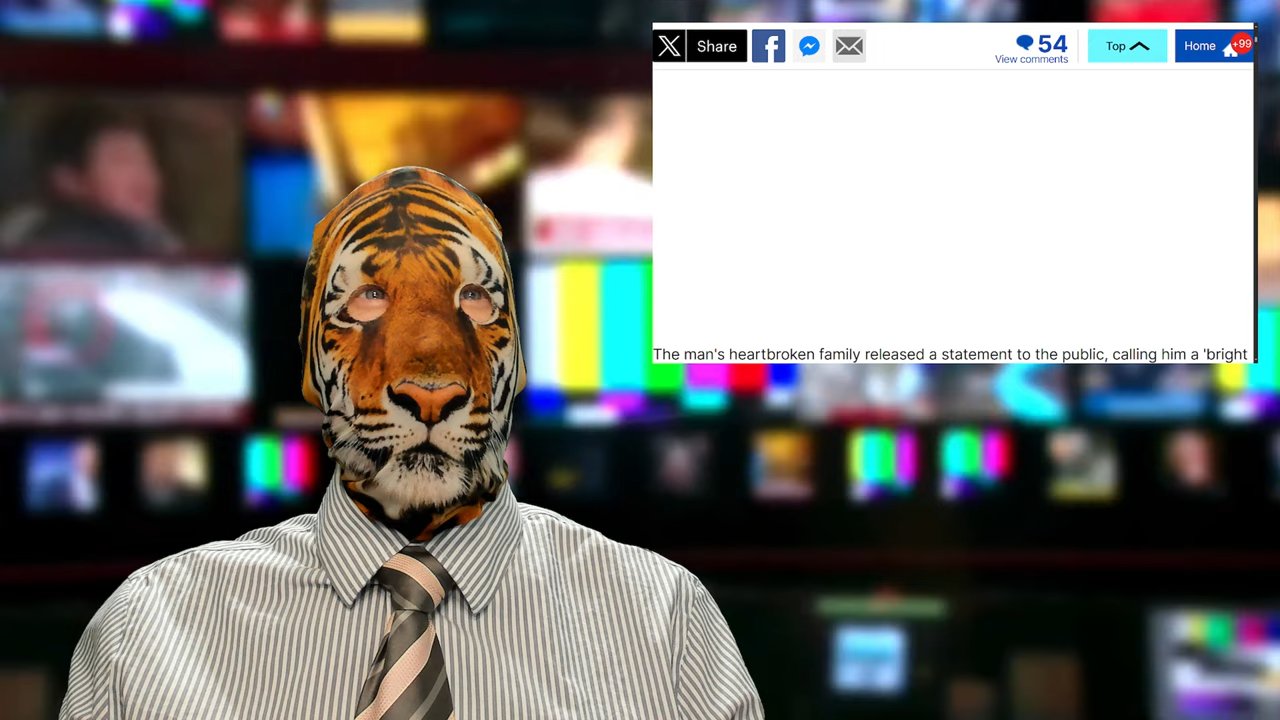 Share
54
View comments
Top
Home
+99
The man's heartbroken family released a statement to the public, calling him a 'bright